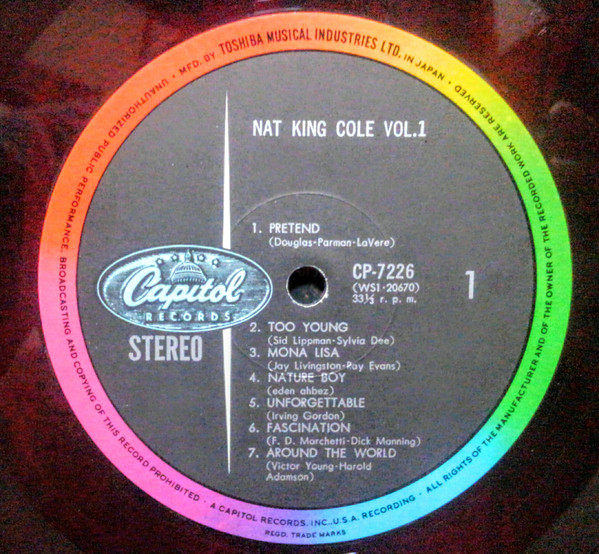 UNAUTHORIZED PUBLIC PERFORMANCE, BROADCASTING AND COPYING OF THIS RECORD PROHIBITED · A CAPITOL RECORDS, INC., U.S.A. RECORDING · ALL RIGHTS OF THE MANUFACTURER AND OF THE OWNER OF THE RECORDED WORK ARE RESERVED
· MFD. BY TOSHIBA MUSICAL INDUSTRIES LTD. IN JAPAN ·
REGD. TRADE MARKS
NAT KING COLE VOL.1
1. PRETEND
(Douglas-Parman-LaVere)
Capitol
RECORDS
STEREO
CP-7226
(WS1-20670)
33⅓ r. p. m.
1
2. TOO YOUNG
(Sid Lippman-Sylvia Dee)
3. MONA LISA
(Jay Livingston-Ray Evans)
4. NATURE BOY
(eden ahbez)
5. UNFORGETTABLE
(Irving Gordon)
6. FASCINATION
(F. D. Marchetti-Dick Manning)
7. AROUND THE WORLD
(Victor Young-Harold
Adamson)